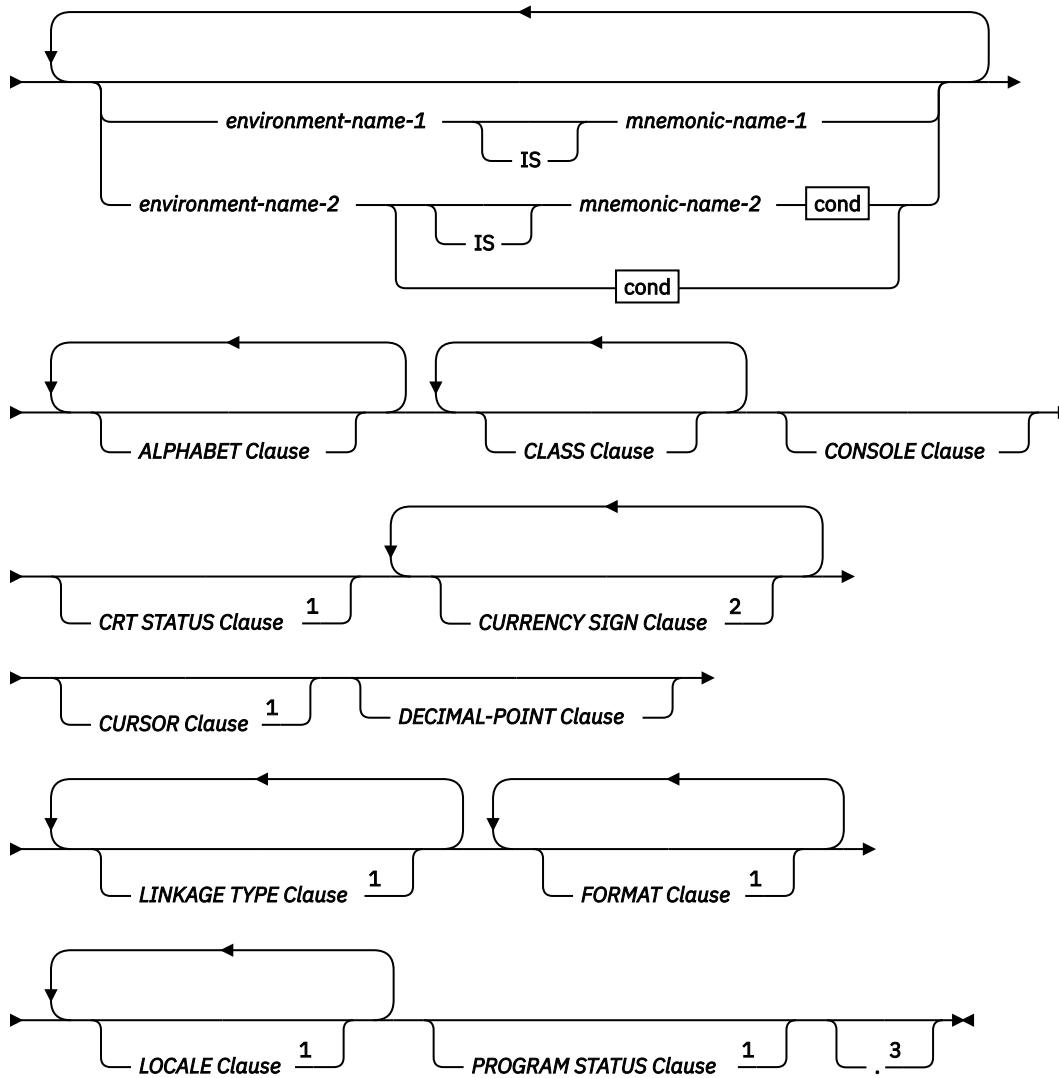 environment-name-1 IS mnemonic-name-1
environment-name-2 IS mnemonic-name-2 cond
cond
ALPHABET Clause CLASS Clause CONSOLE Clause
CRT STATUS Clause 1 CURRENCY SIGN Clause 2
CURSOR Clause 1 DECIMAL-POINT Clause
LINKAGE TYPE Clause 1 FORMAT Clause 1
LOCALE Clause 1 PROGRAM STATUS Clause 1 . 3